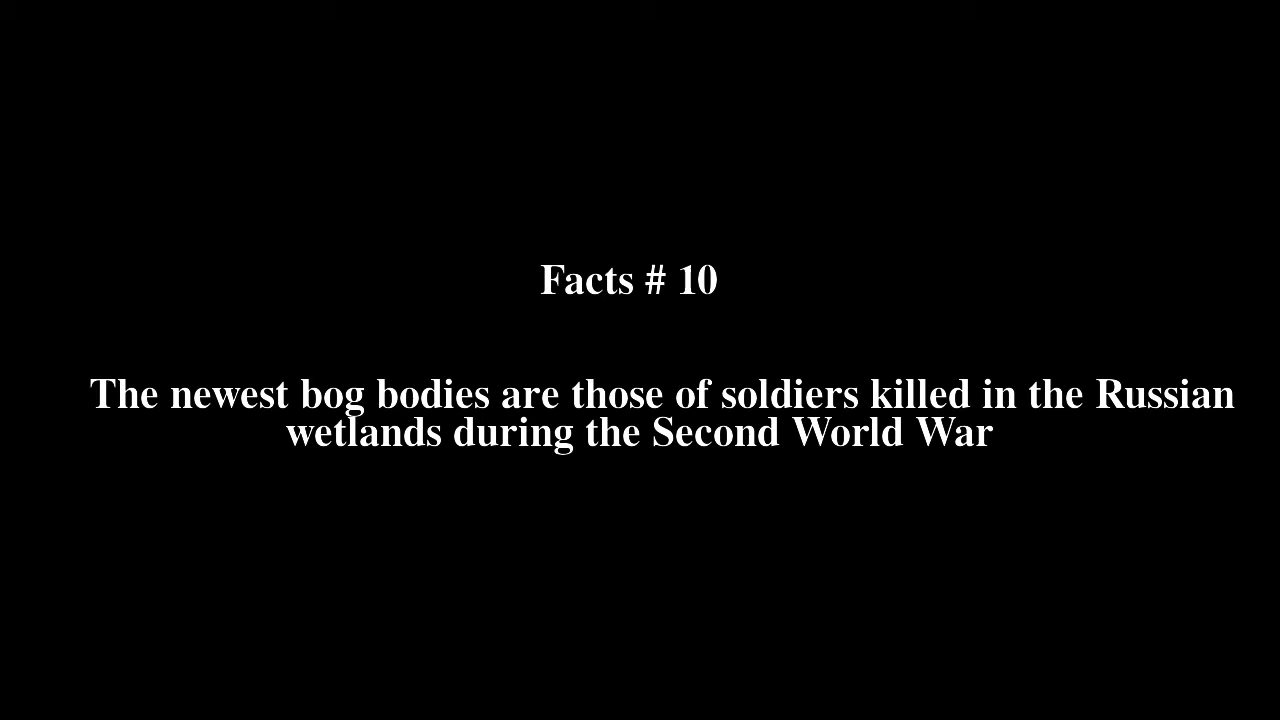 Facts # 10
The newest bog bodies are those of soldiers killed in the Russian
wetlands during the Second World War